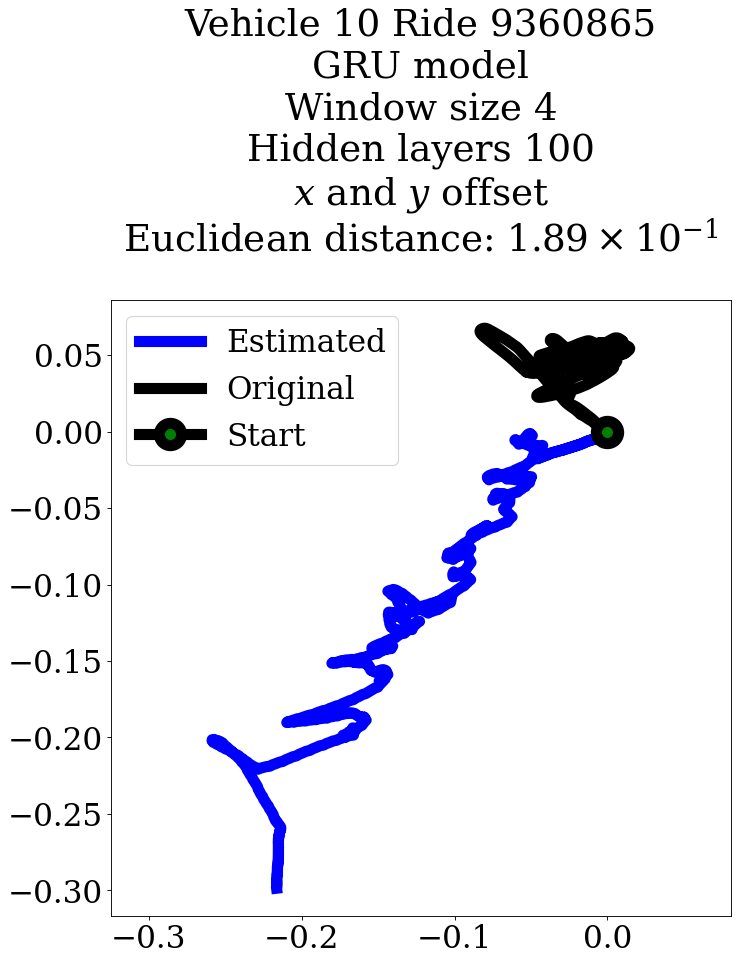 Vehicle 10 Ride 9360865
GRU model
Window size 4
Hidden layers 100
x and y offset
Euclidean distance: 1.89 × 10⁻¹
Estimated
Original
Start
0.05
0.00
−0.05
−0.10
−0.15
−0.20
−0.25
−0.30
−0.3 −0.2 −0.1 0.0